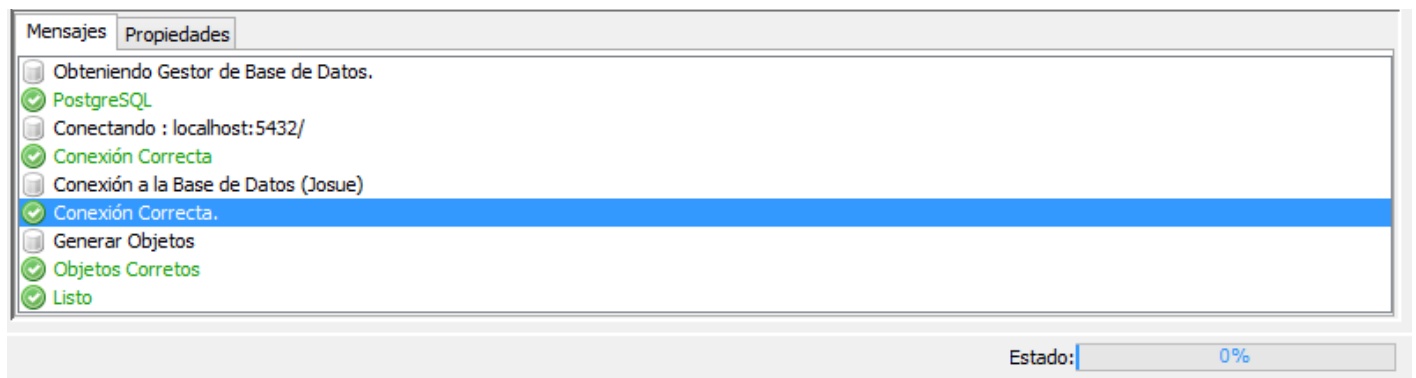 Mensajes Propiedades
Obteniendo Gestor de Base de Datos.
PostgreSQL
Conectando : localhost:5432/
Conexión Correcta
Conexión a la Base de Datos (Josue)
Conexión Correcta.
Generar Objetos
Objetos Corretos
Listo
Estado: 0%